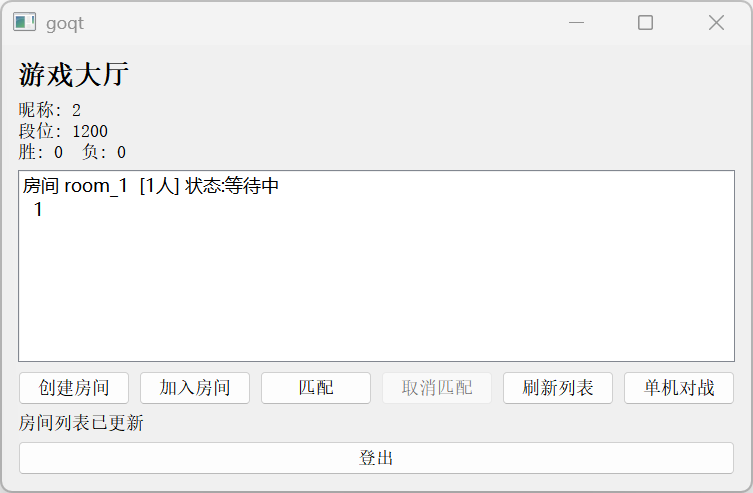 goqt
游戏大厅
昵称: 2
段位: 1200
胜: 0  负: 0
房间 room_1  [1人] 状态:等待中
1
创建房间 加入房间 匹配 取消匹配 刷新列表 单机对战
房间列表已更新
登出